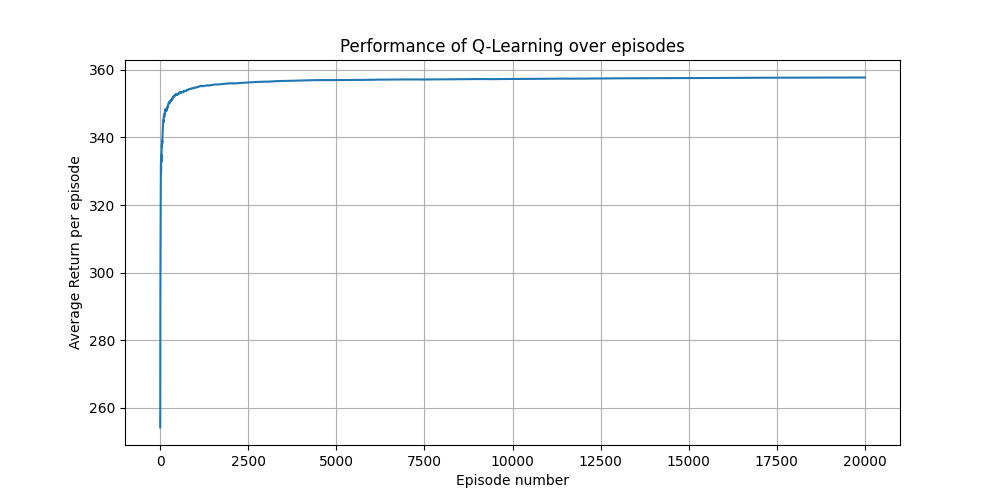 Performance of Q-Learning over episodes
Average Return per episode
360
340
320
300
280
260
0 2500 5000 7500 10000 12500 15000 17500 20000
Episode number